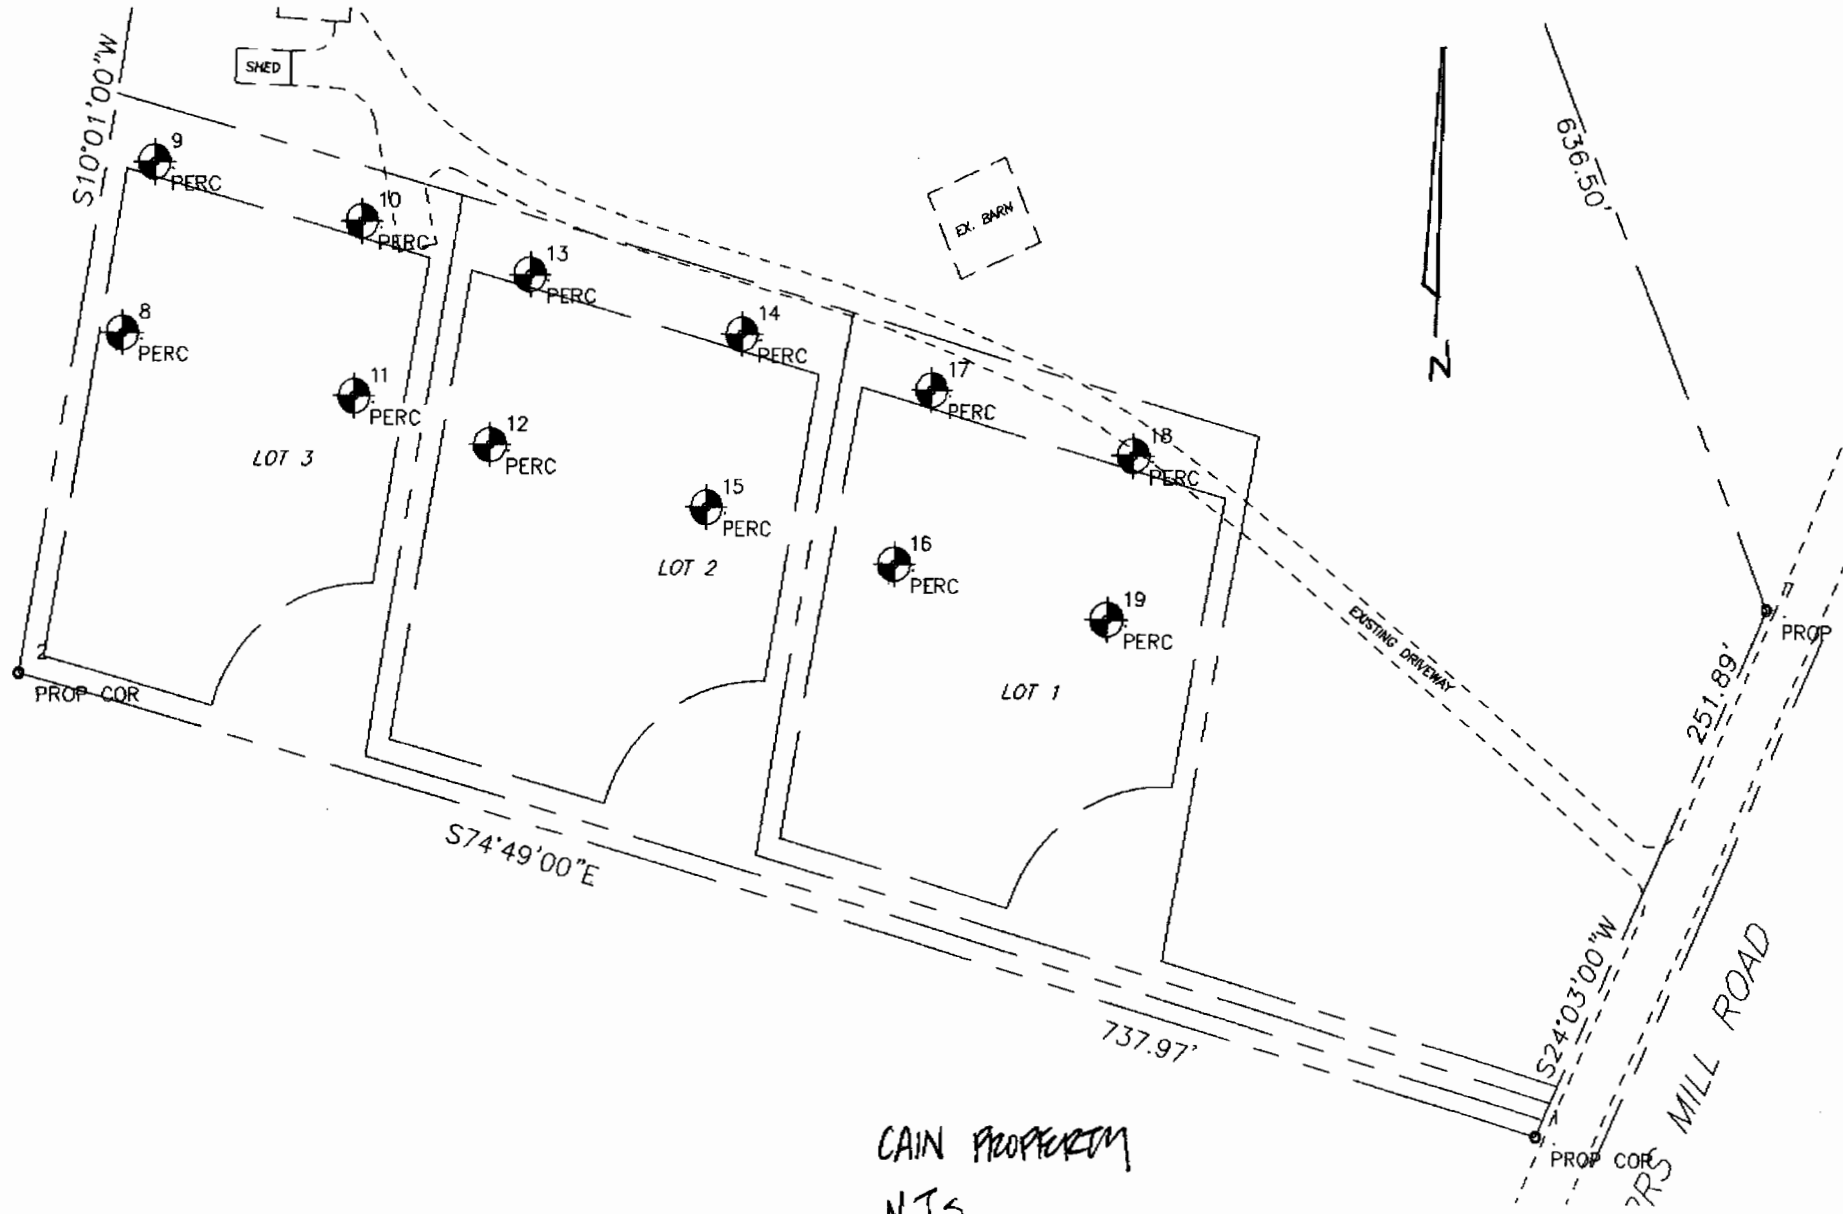 SHED
S10°01'00"W
636.50'
9
PERC
10
PERC
EX. BARN
13
PERC
8
PERC
14
PERC
N
11
PERC
17
PERC
12
PERC
18
PERC
LOT 3
15
PERC
16
PERC
LOT 2
19
PERC
EXISTING DRIVEWAY
PROP
2
PROP COR
LOT 1
251.89'
S74°49'00"E
S24°03'00"W
MILL ROAD
737.97'
1
PROP COR
CAIN PROPERTY
N.T.S